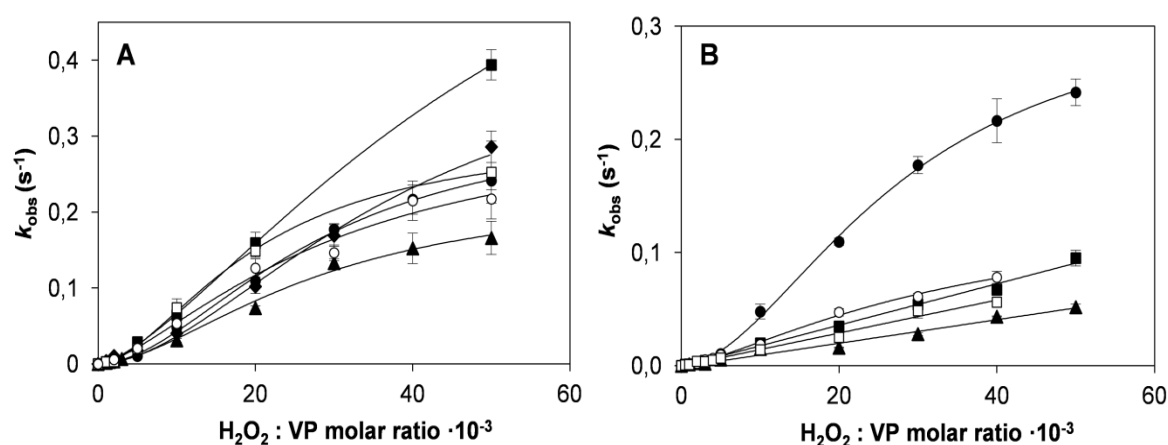 A
k_obs (s⁻¹)
0,4
0,3
0,2
0,1
0
0 20 40 60
H₂O₂ : VP molar ratio ·10⁻³
B
k_obs (s⁻¹)
0,3
0,2
0,1
0,0
0 20 40 60
H₂O₂ : VP molar ratio ·10⁻³